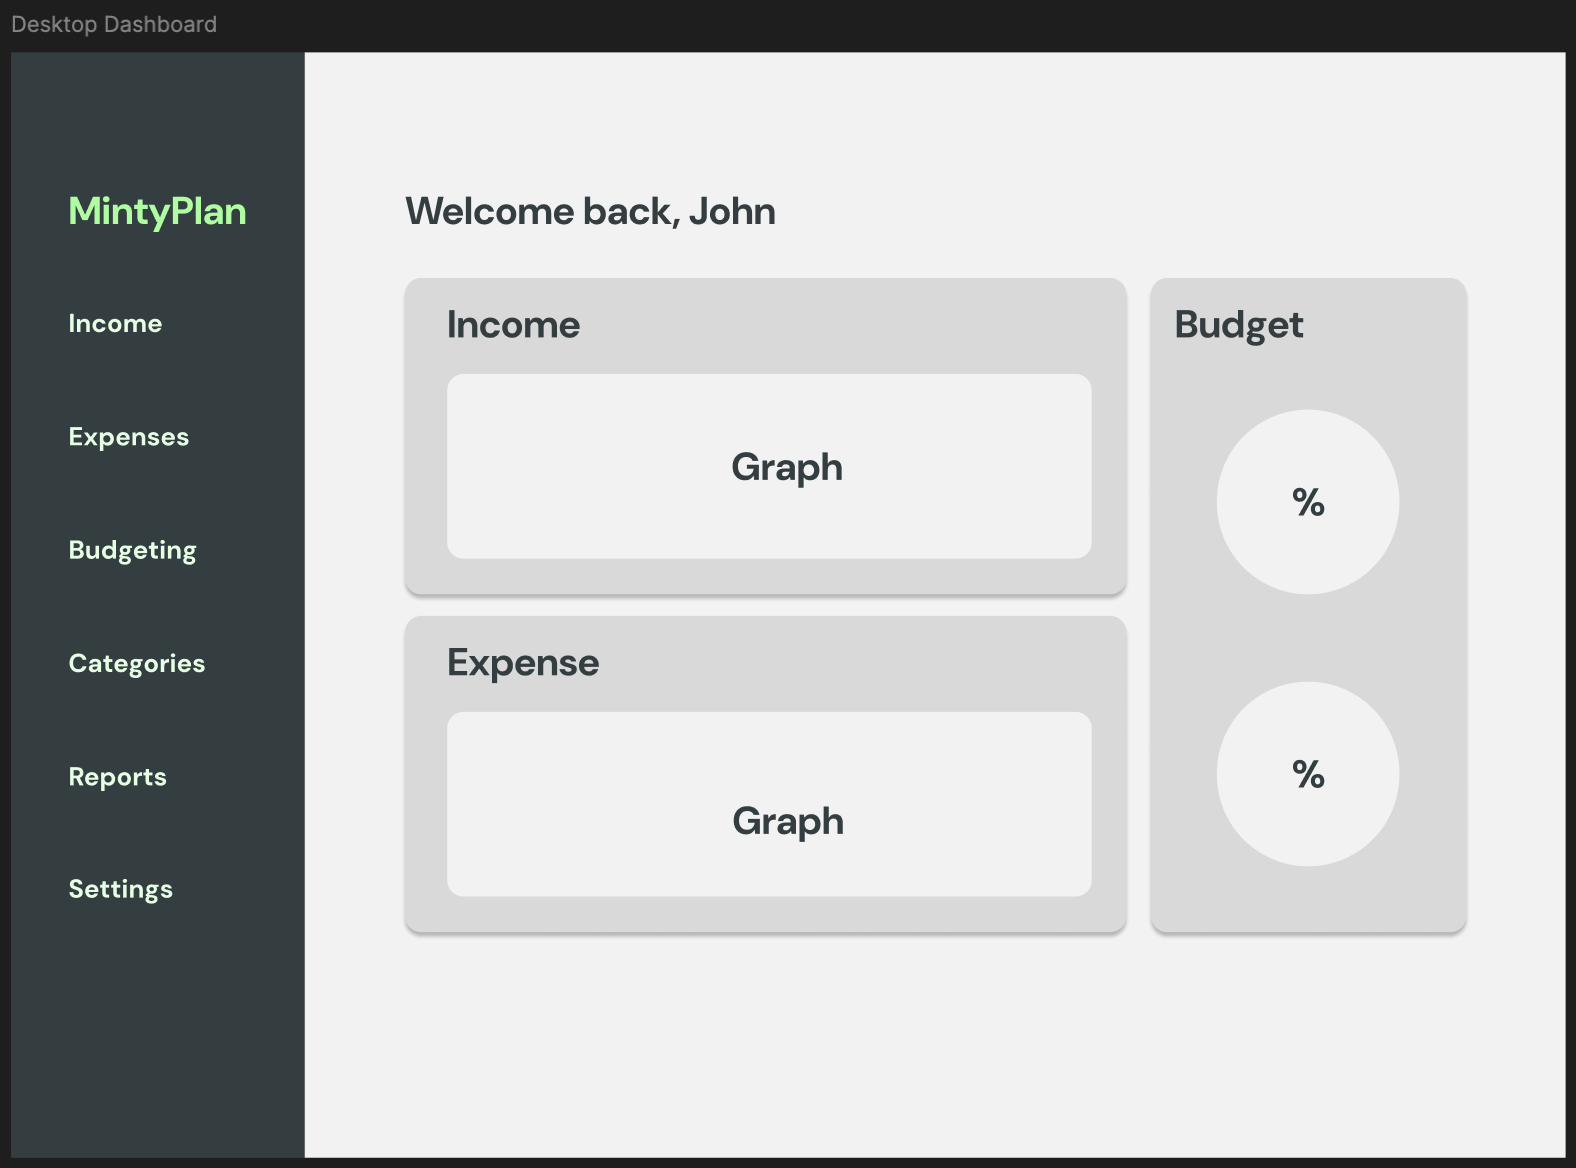 Desktop Dashboard
MintyPlan
Income
Expenses
Budgeting
Categories
Reports
Settings
Welcome back, John
Income
Graph
Expense
Graph
Budget
%
%